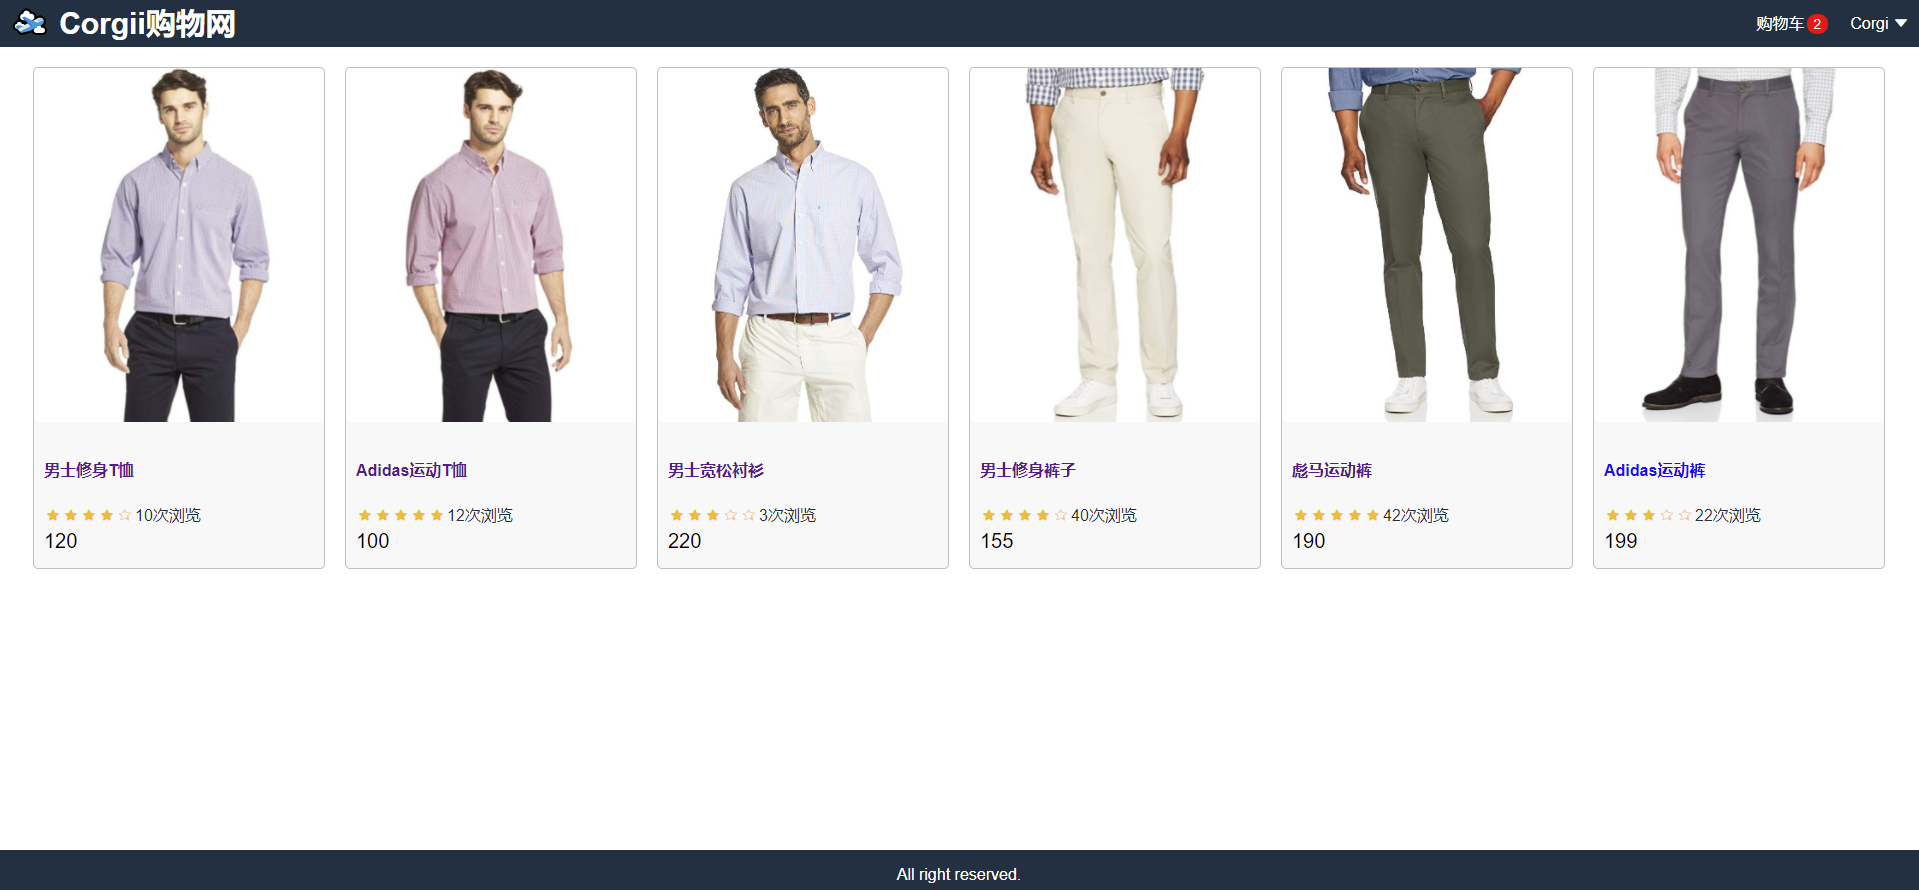 Corgii购物网
购物车 2
Corgi
男士修身T恤
10次浏览
120
Adidas运动T恤
12次浏览
100
男士宽松衬衫
3次浏览
220
男士修身裤子
40次浏览
155
彪马运动裤
42次浏览
190
Adidas运动裤
22次浏览
199
All right reserved.